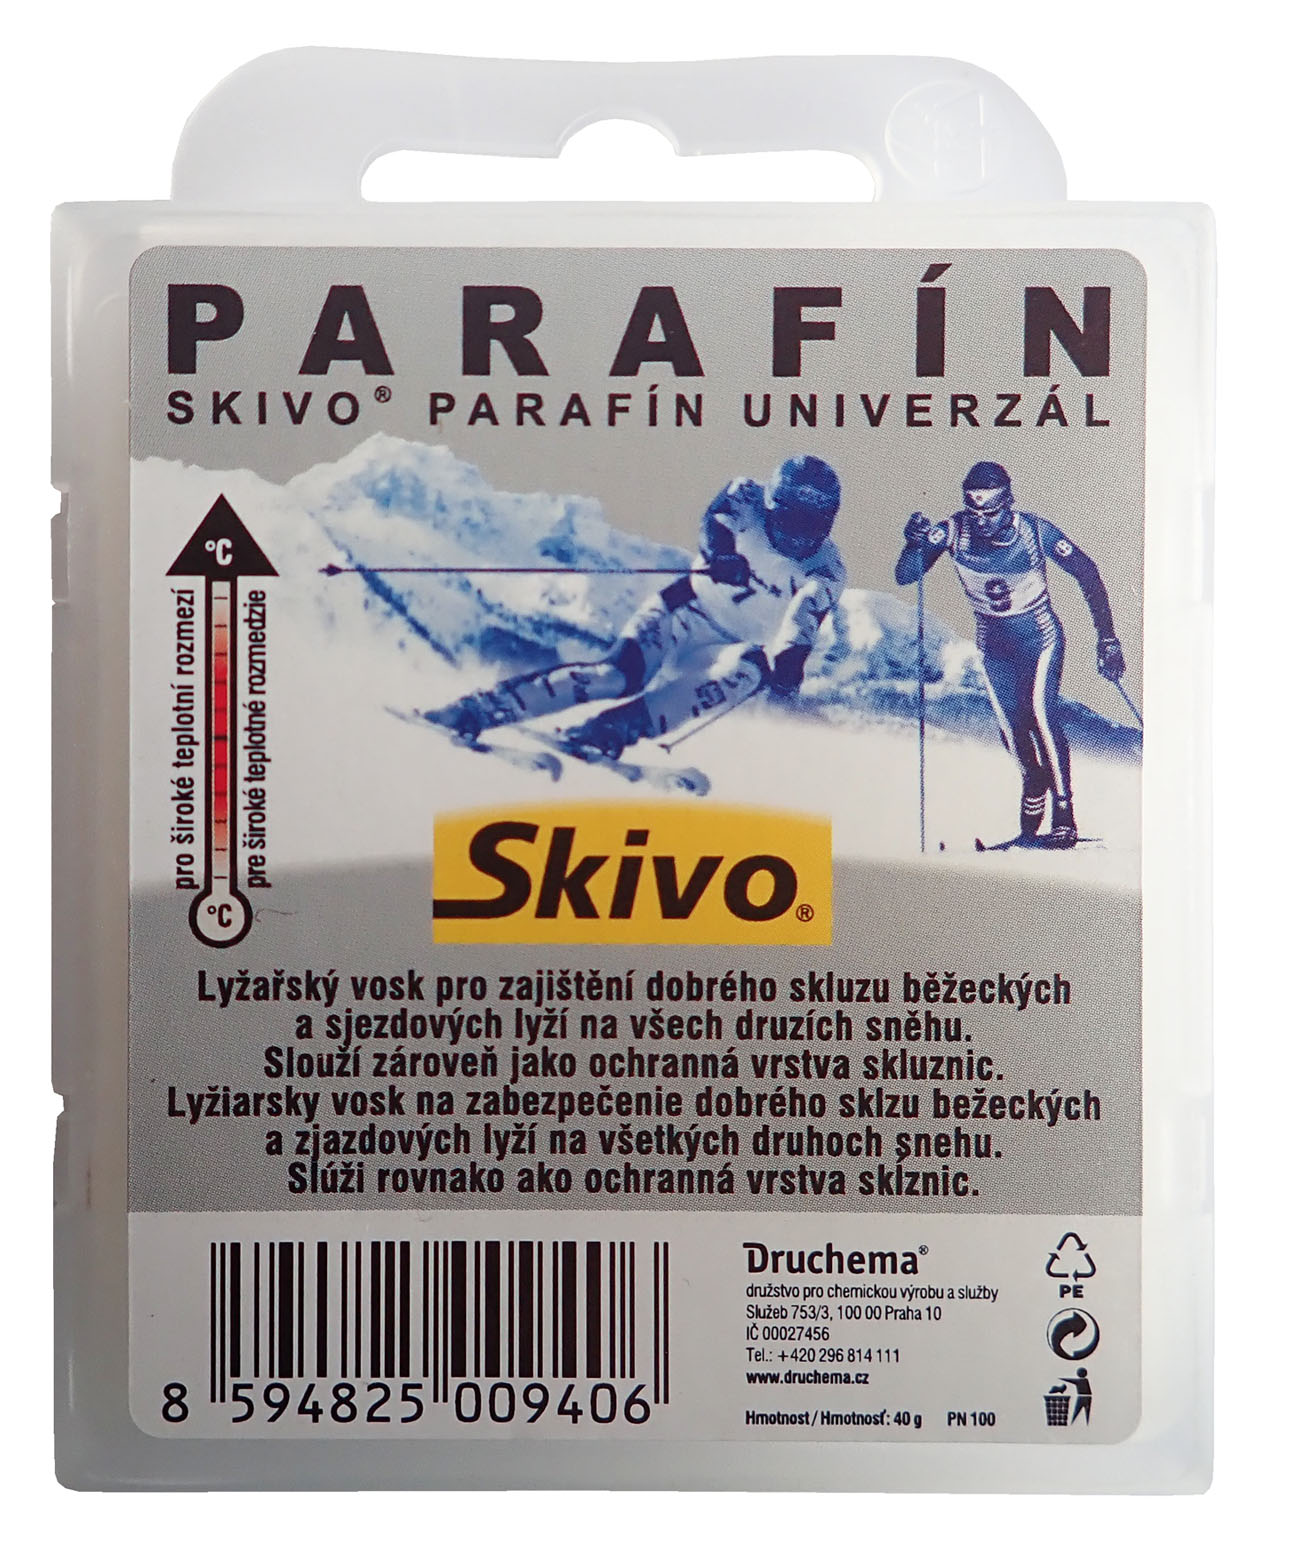 PARAFÍN
SKIVO® PARAFÍN UNIVERZÁL
°C
pro široké teplotní rozmezí
pre široké teplotné rozmedzie
°C
Skivo®
Lyžařský vosk pro zajištění dobrého skluzu běžeckých
a sjezdových lyží na všech druzích sněhu.
Slouží zároveň jako ochranná vrstva skluznic.
Lyžiarsky vosk na zabezpečenie dobrého sklzu bežeckých
a zjazdových lyží na všetkých druhoch snehu.
Slúži rovnako ako ochranná vrstva skĺznic.
8 594825 009406
Druchema®
družstvo pro chemickou výrobu a služby
Služeb 753/3, 100 00 Praha 10
IČ 00027456
Tel.: +420 296 814 111
www.druchema.cz
Hmotnost / Hmotnosť: 40 g PN 100
PE